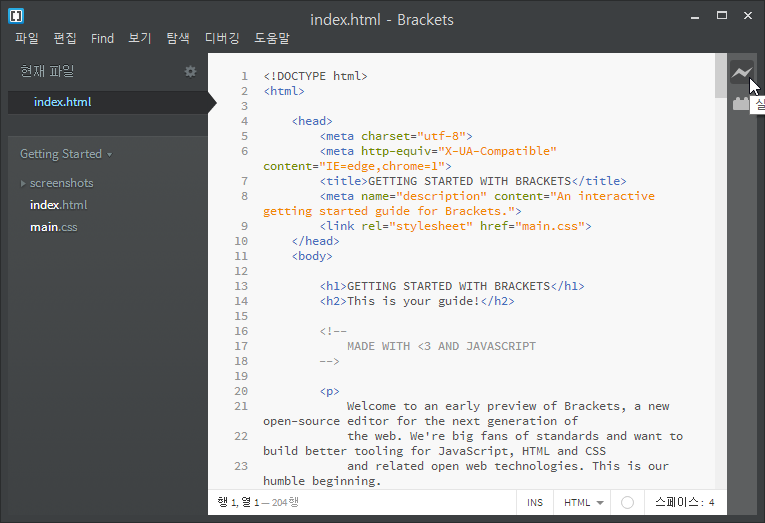 index.html - Brackets
파일 편집 Find 보기 탐색 디버깅 도움말
현재 파일
index.html
Getting Started
screenshots
index.html
main.css
1 <!DOCTYPE html>
2 <html>
3
4 <head>
5 <meta charset="utf-8">
6 <meta http-equiv="X-UA-Compatible"
content="IE=edge,chrome=1">
7 <title>GETTING STARTED WITH BRACKETS</title>
8 <meta name="description" content="An interactive
getting started guide for Brackets.">
9 <link rel="stylesheet" href="main.css">
10 </head>
11 <body>
12
13 <h1>GETTING STARTED WITH BRACKETS</h1>
14 <h2>This is your guide!</h2>
15
16 <!--
17 MADE WITH <3 AND JAVASCRIPT
18 -->
19
20 <p>
21 Welcome to an early preview of Brackets, a new
open-source editor for the next generation of
22 the web. We're big fans of standards and want to
build better tooling for JavaScript, HTML and CSS
23 and related open web technologies. This is our
humble beginning.
행 1, 열 1 — 204 행 INS HTML 스페이스: 4